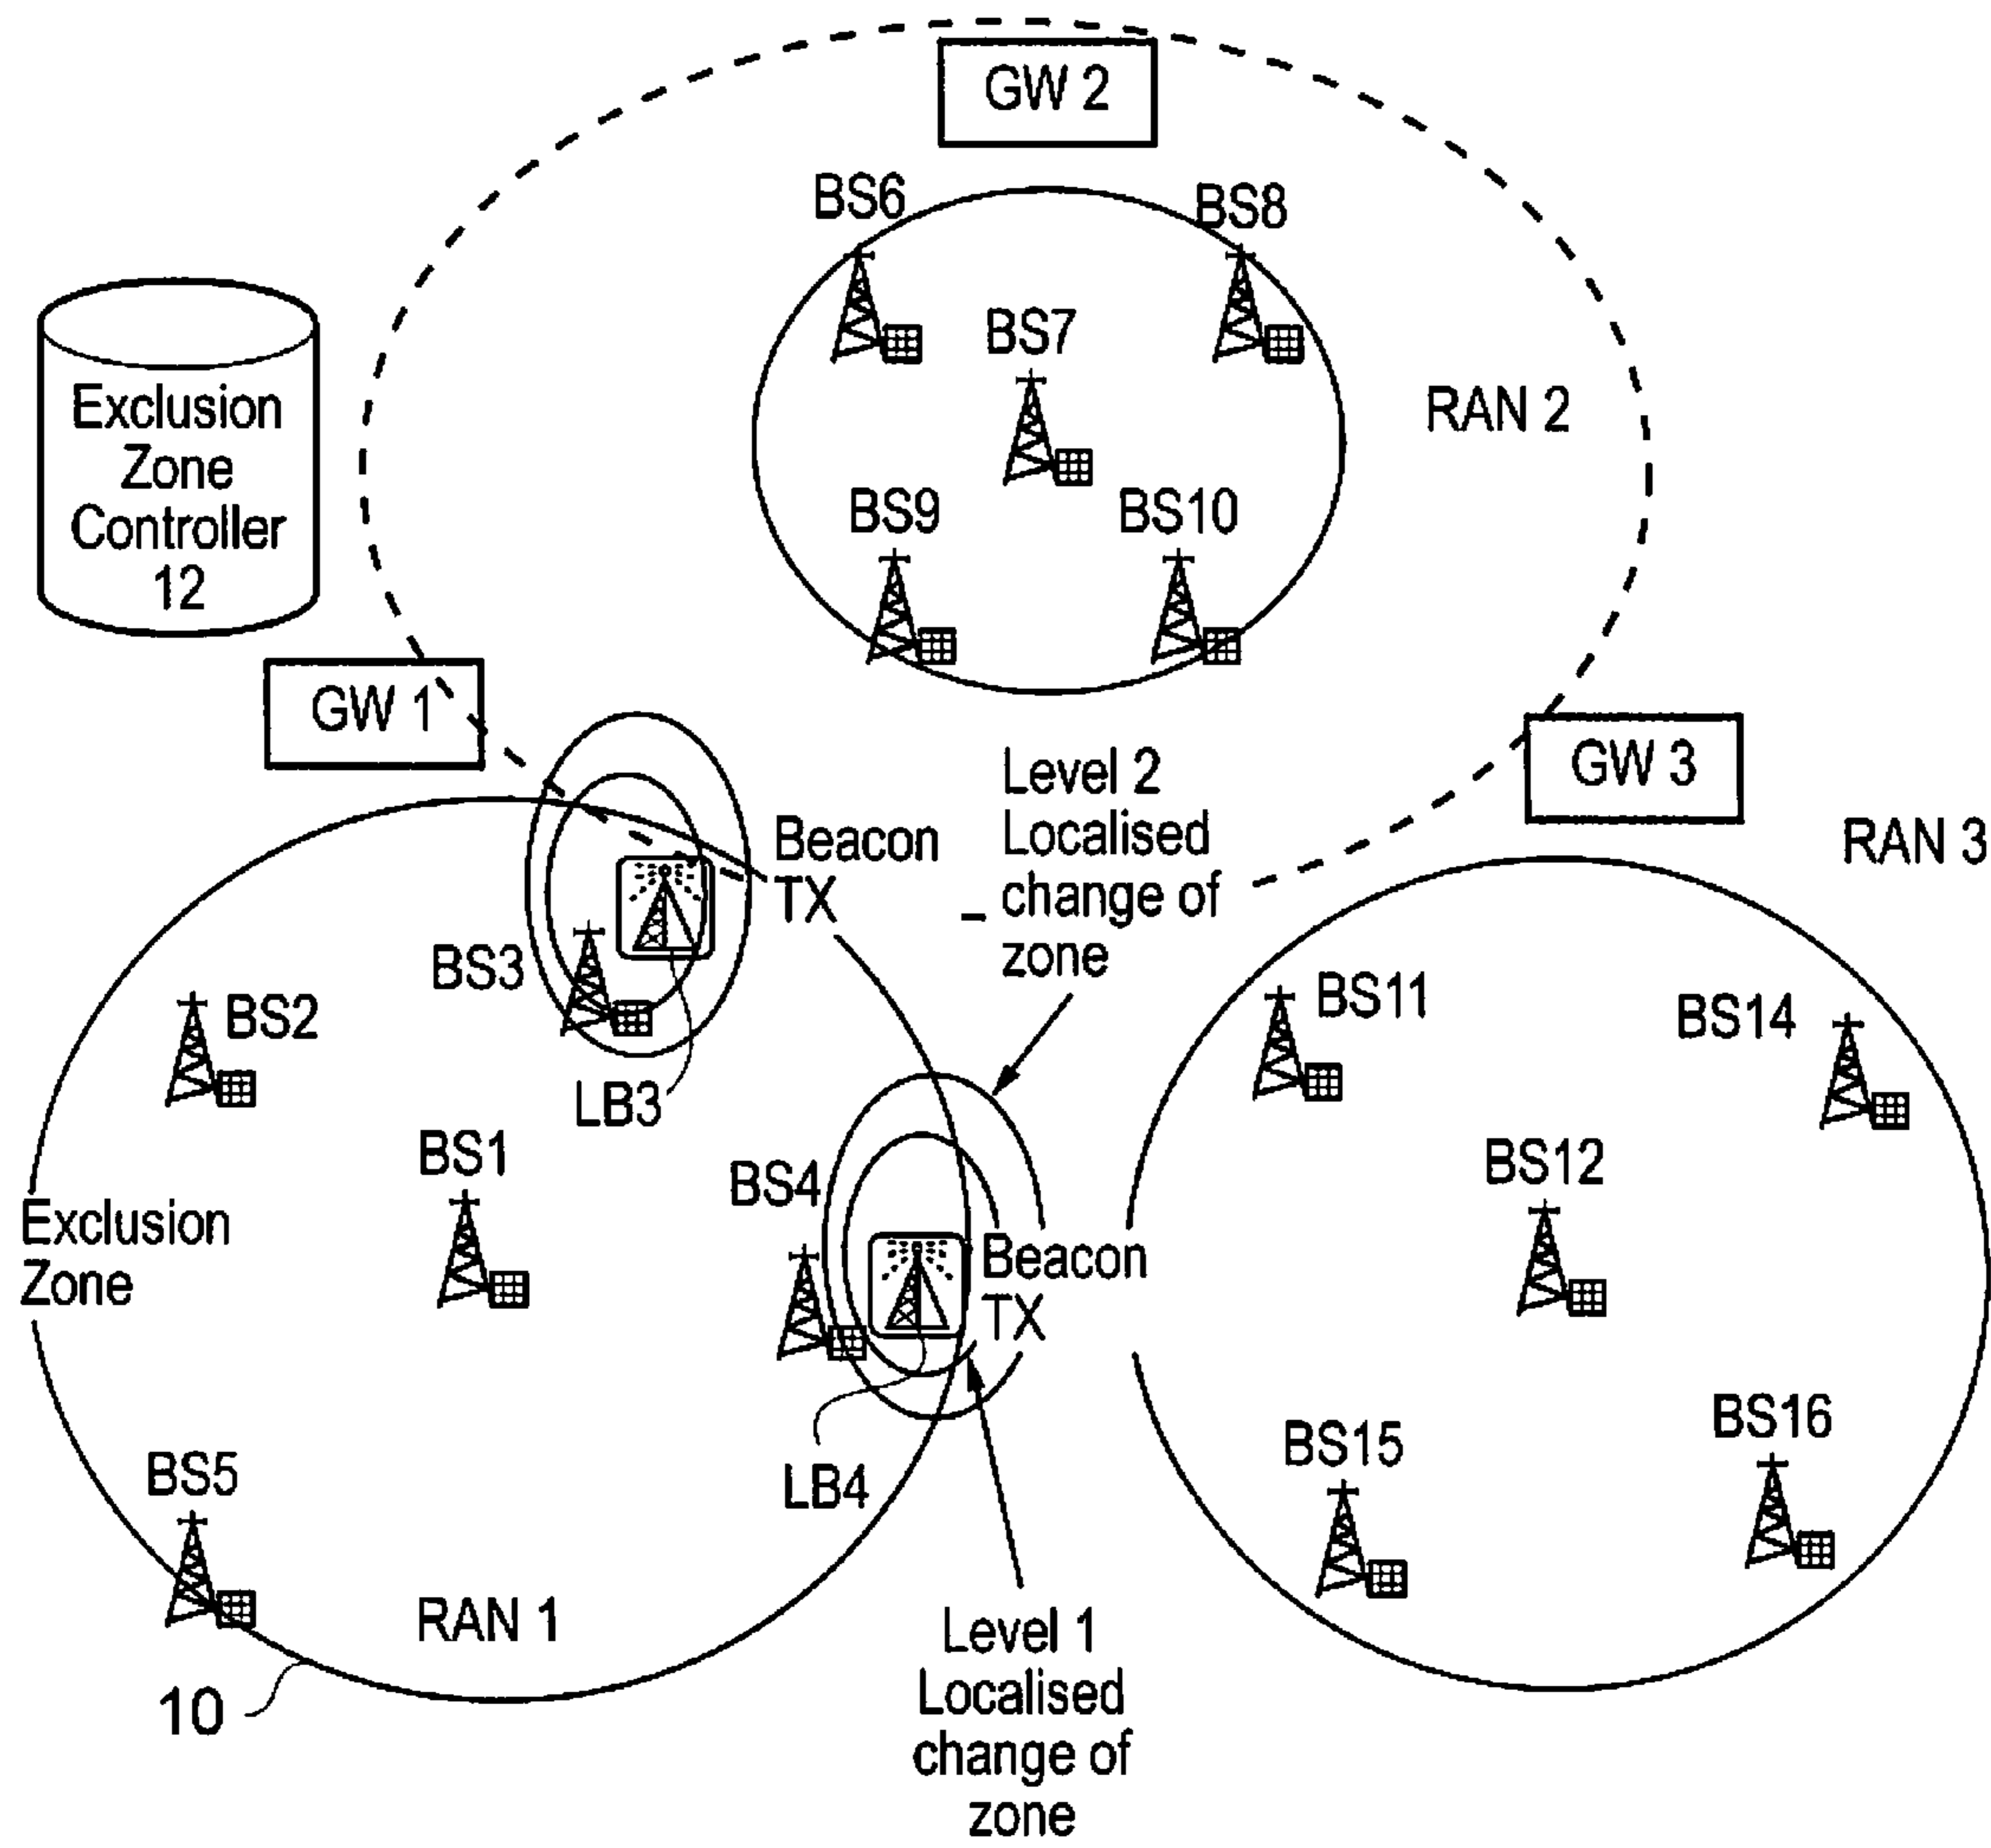 GW 2
BS6
BS8
BS7
RAN 2
Exclusion
Zone
Controller
12
BS9
BS10
GW 1
GW 3
Level 2
Localised
change of
zone
Beacon
TX
RAN 3
BS3
BS2
BS11
BS14
LB3
BS1
BS4
BS12
Exclusion
Zone
Beacon
TX
BS5
LB4
BS15
BS16
RAN 1
10
Level 1
Localised
change of
zone